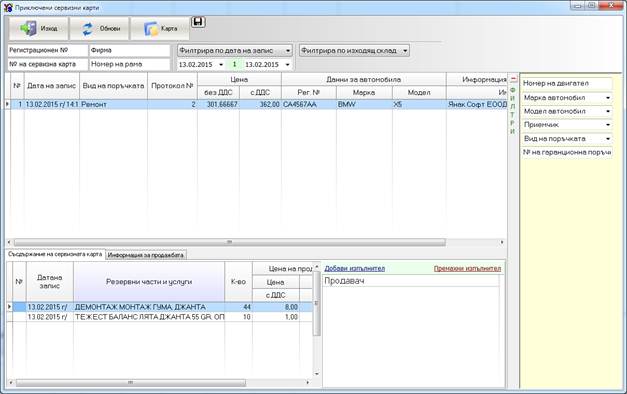 Приключени сервизни карти
Изход Обнови Карта
Регистрационен № Фирма Филтрирай по дата на запис Филтрирай по изходящ склад
№ на сервизна карта Номер на рама 13.02.2015 1 13.02.2015
№ Дата на запис Вид на поръчката Протокол № Цена Данни за автомобила Информация
без ДДС с ДДС Рег. № Марка Модел
1 13.02.2015 г/ 14:1 Ремонт 2 301,66667 362,00 CA4567AA BMW X5 Янак Софт ЕООД
ФИЛТРИ
Номер на двигател
Марка автомобил
Модел автомобил
Приемчик
Вид на поръчката
№ на гаранционна поръч
Съдържание на сервизната карта Информация за продажбата
№ Датана запис Резервни части и услуги К-во Цена на прод
Цена
с ДДС
13.02.2015 г/ ДЕМОНТАЖ МОНТАЖ ГУМА, ДЖАНТА 44 8,00
13.02.2015 г/ ТЕЖЕСТ БАЛАНС ЛЯТА ДЖАНТА 55 GR. ОП 10 1,00
Добави изпълнител Премахни изпълнител
Продавач